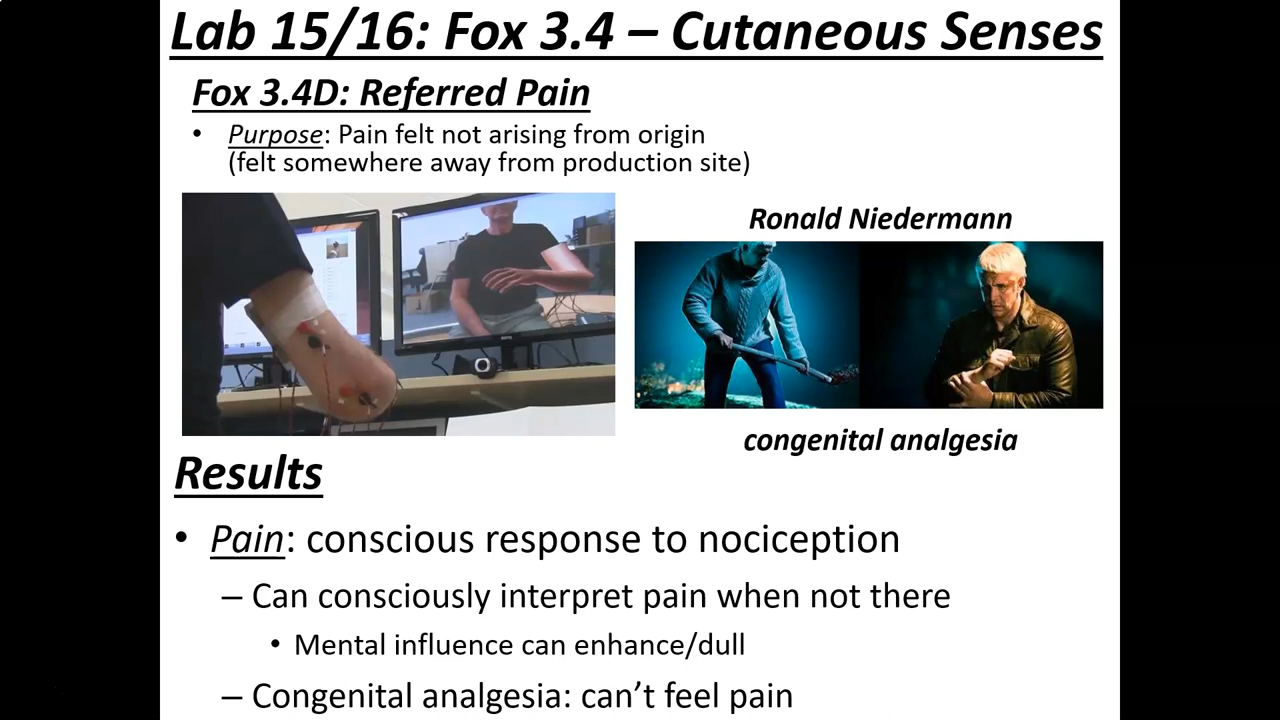 Lab 15/16: Fox 3.4 – Cutaneous Senses
Fox 3.4D: Referred Pain
• Purpose: Pain felt not arising from origin
(felt somewhere away from production site)
Ronald Niedermann
congenital analgesia
Results
• Pain: conscious response to nociception
– Can consciously interpret pain when not there
• Mental influence can enhance/dull
– Congenital analgesia: can’t feel pain